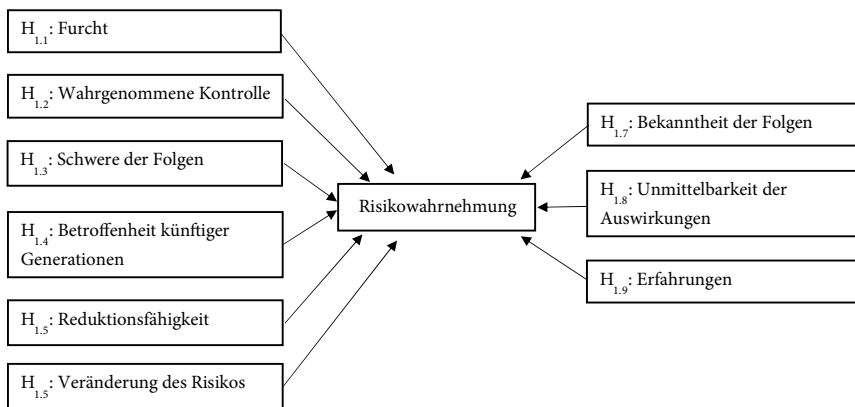 H1.1: Furcht
H1.2: Wahrgenommene Kontrolle
H1.3: Schwere der Folgen
H1.4: Betroffenheit künftiger
Generationen
H1.5: Reduktionsfähigkeit
H1.5: Veränderung des Risikos
Risikowahrnehmung
H1.7: Bekanntheit der Folgen
H1.8: Unmittelbarkeit der
Auswirkungen
H1.9: Erfahrungen